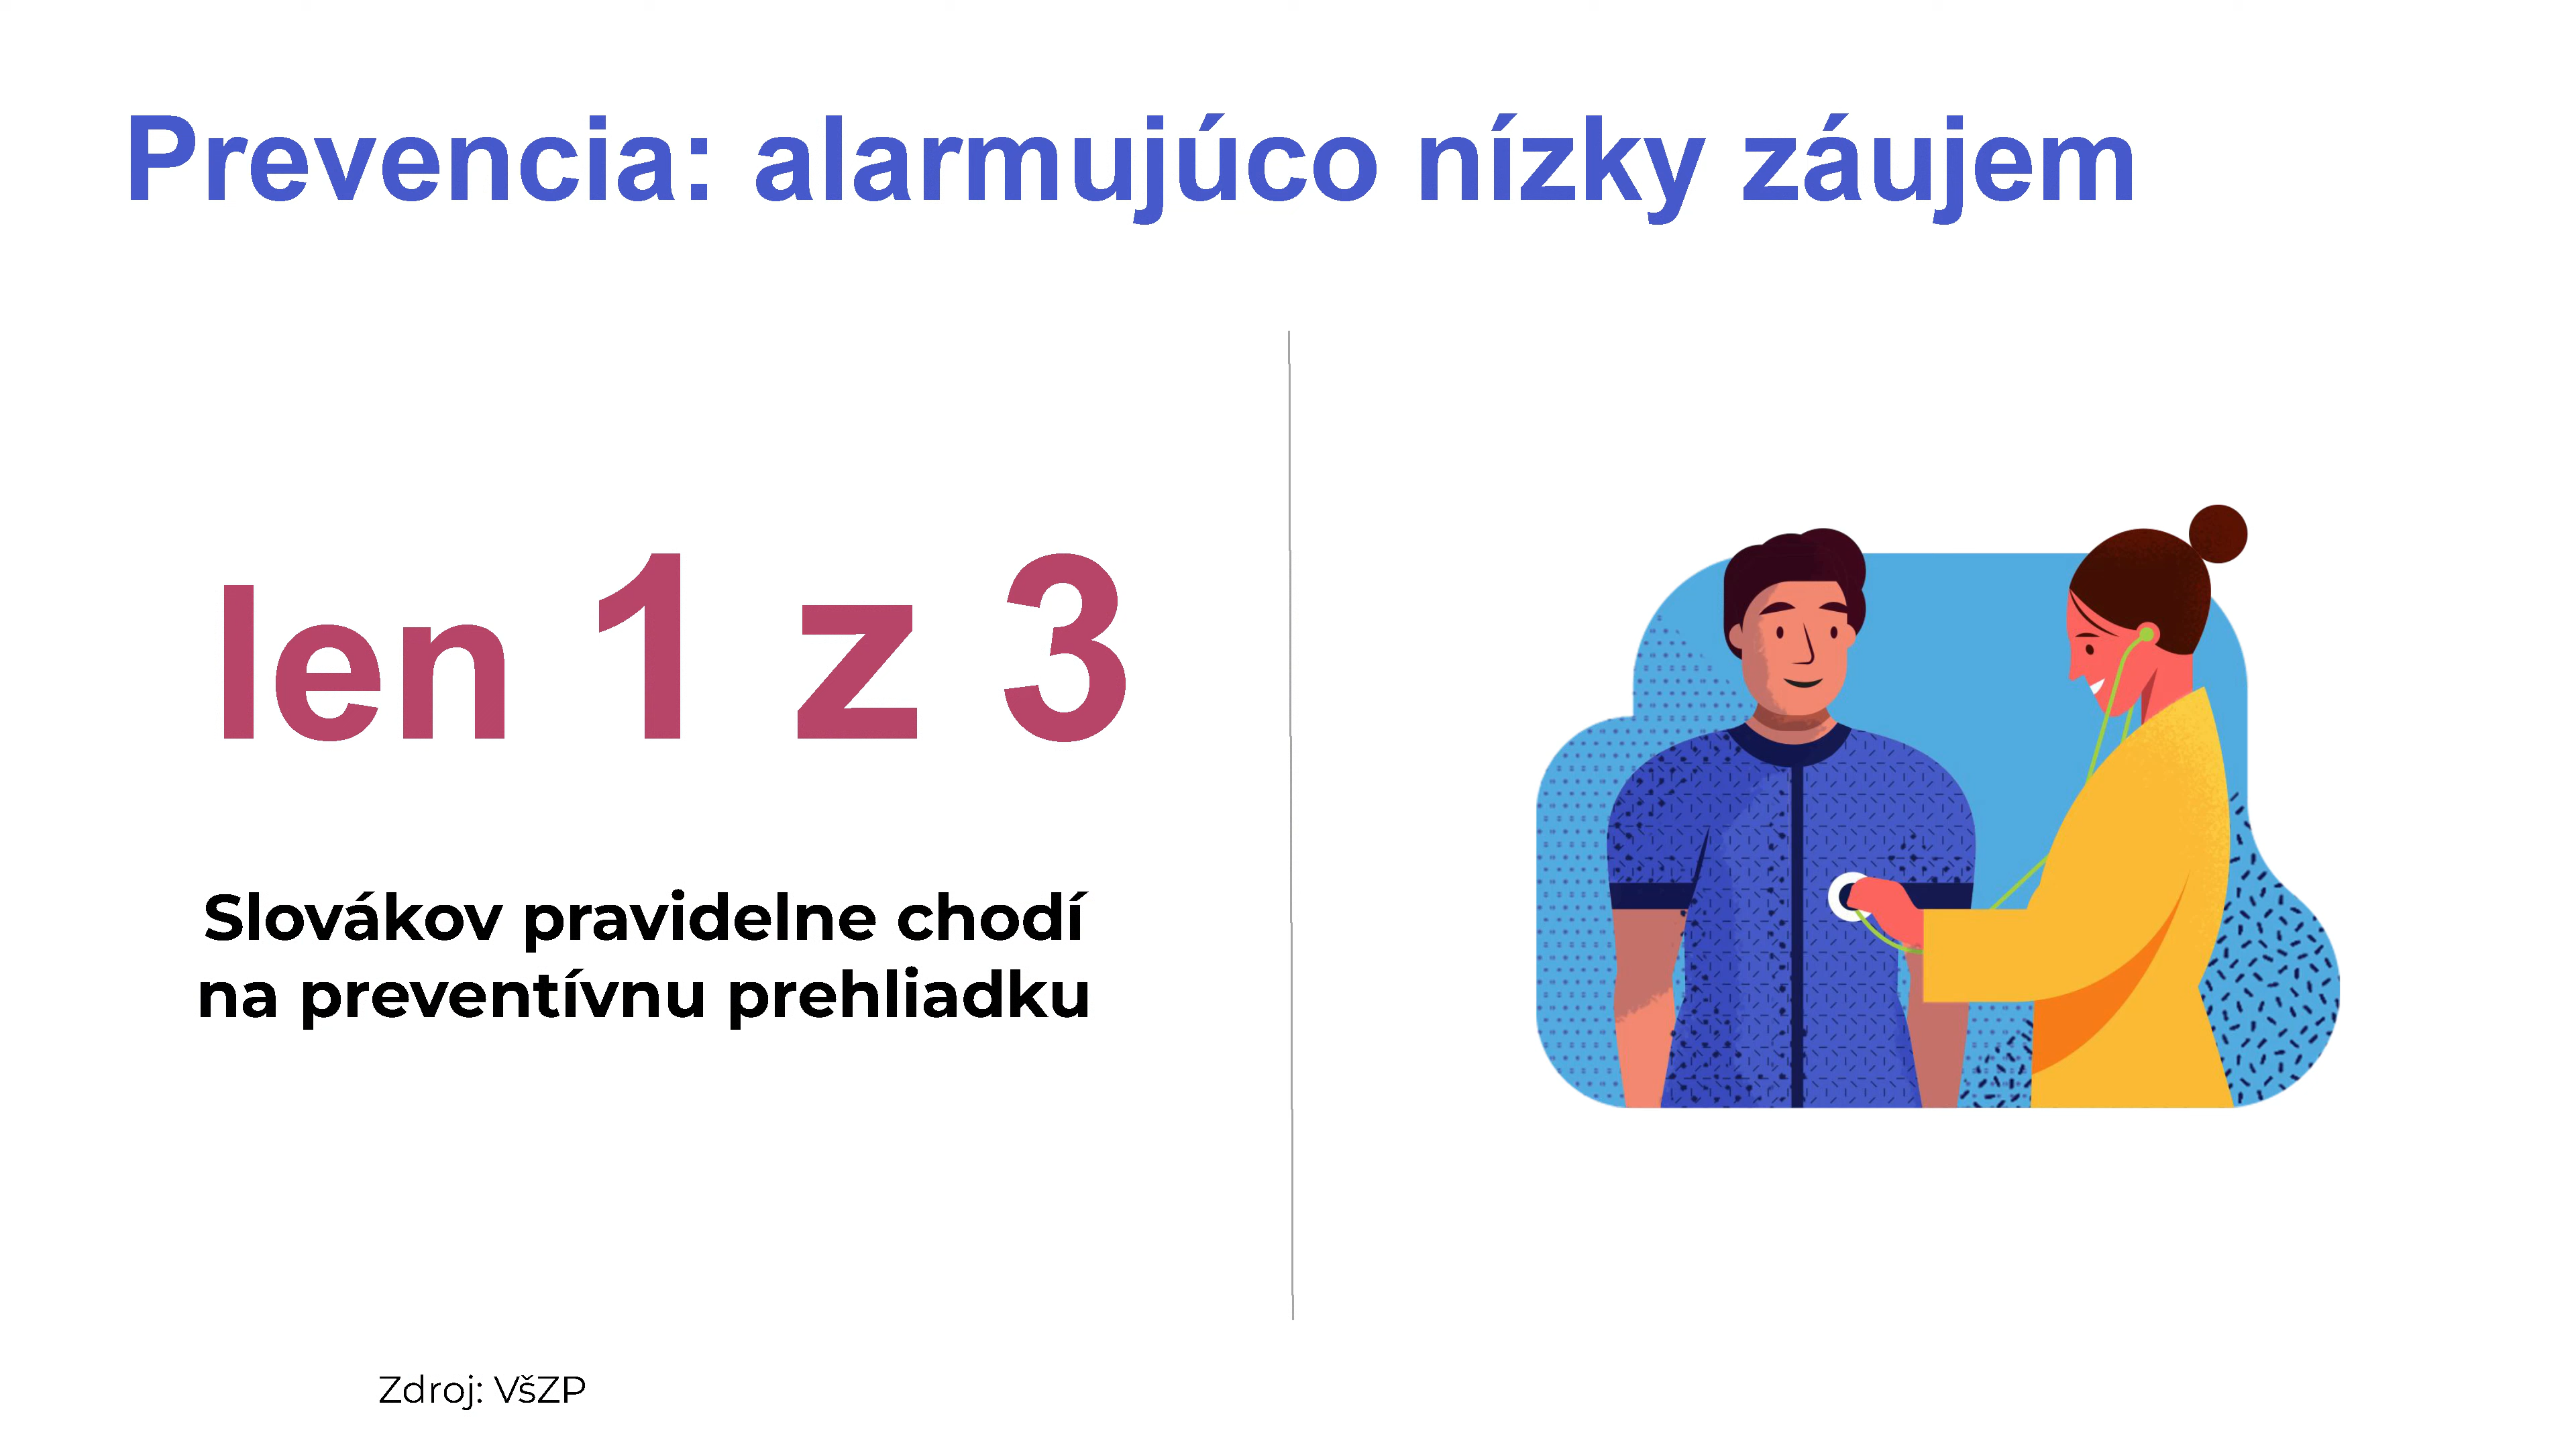 Prevencia: alarmujúco nízky záujem
len 1 z 3
Slovákov pravidelne chodí
na preventívnu prehliadku
Zdroj: VšZP